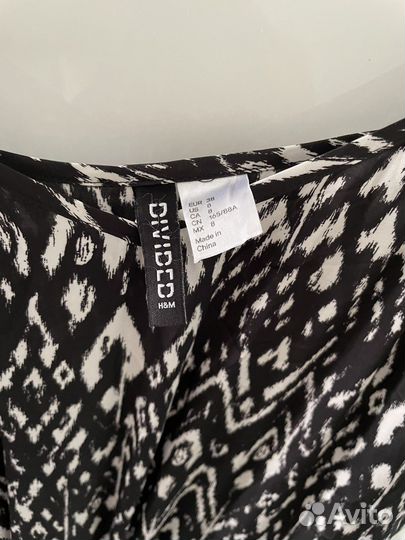 DIVIDED
H&M
EUR 38
US 8
CA 8
CN 165/88A
MX 8
Made in
China
Avito